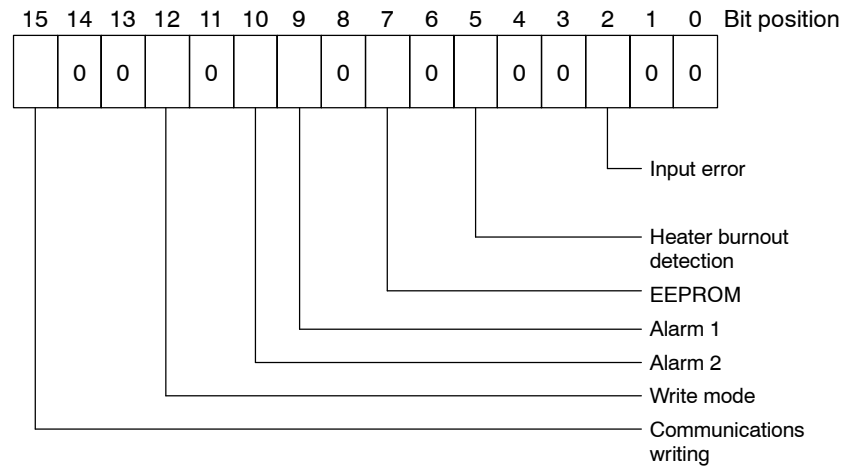 15 14 13 12 11 10 9 8 7 6 5 4 3 2 1 0 Bit position
0 0 0 0 0 0 0 0 0
Input error
Heater burnout
detection
EEPROM
Alarm 1
Alarm 2
Write mode
Communications
writing